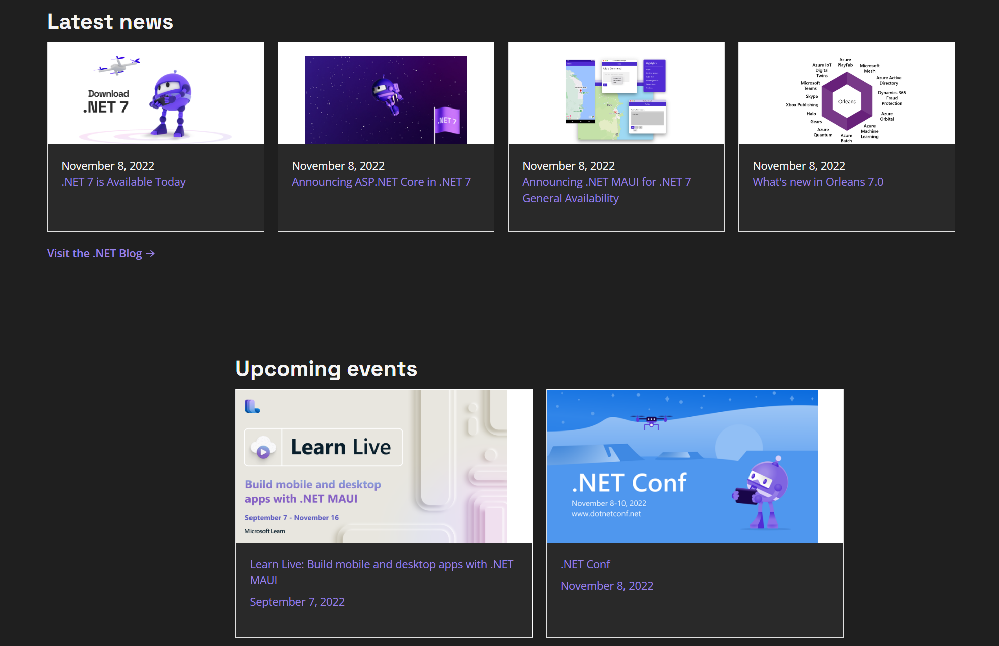 Latest news
Download
.NET 7
.NET 7
Add a Comment
Highlights
Azure
PlayFab
Azure IoT
Digital
Twins
Microsoft
Mesh
Azure Active
Directory
Microsoft
Teams
Dynamics 365
Fraud
Protection
Skype
Orleans
Xbox Publishing
Halo
Azure
Orbital
Gears
Azure
Quantum
Azure
Machine
Learning
Azure
Batch
November 8, 2022
.NET 7 is Available Today
November 8, 2022
Announcing ASP.NET Core in .NET 7
November 8, 2022
Announcing .NET MAUI for .NET 7
General Availability
November 8, 2022
What's new in Orleans 7.0
Visit the .NET Blog →
Upcoming events
Learn Live
Build mobile and desktop
apps with .NET MAUI
September 7 - November 16
Microsoft Learn
.NET Conf
November 8-10, 2022
www.dotnetconf.net
Learn Live: Build mobile and desktop apps with .NET
MAUI
September 7, 2022
.NET Conf
November 8, 2022